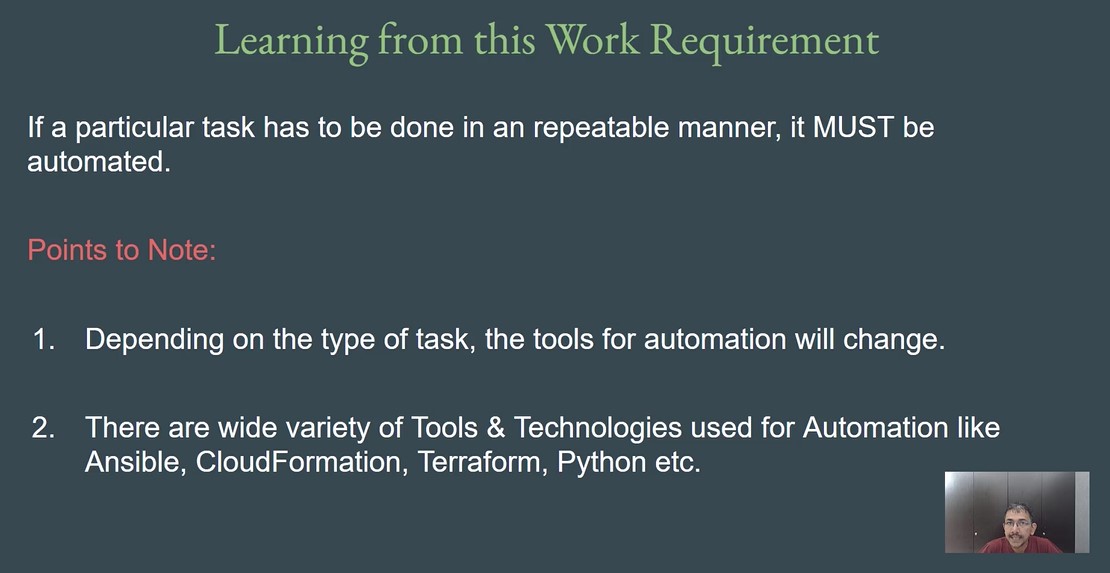 Learning from this Work Requirement
If a particular task has to be done in an repeatable manner, it MUST be
automated.
Points to Note:
1. Depending on the type of task, the tools for automation will change.
2. There are wide variety of Tools & Technologies used for Automation like
Ansible, CloudFormation, Terraform, Python etc.